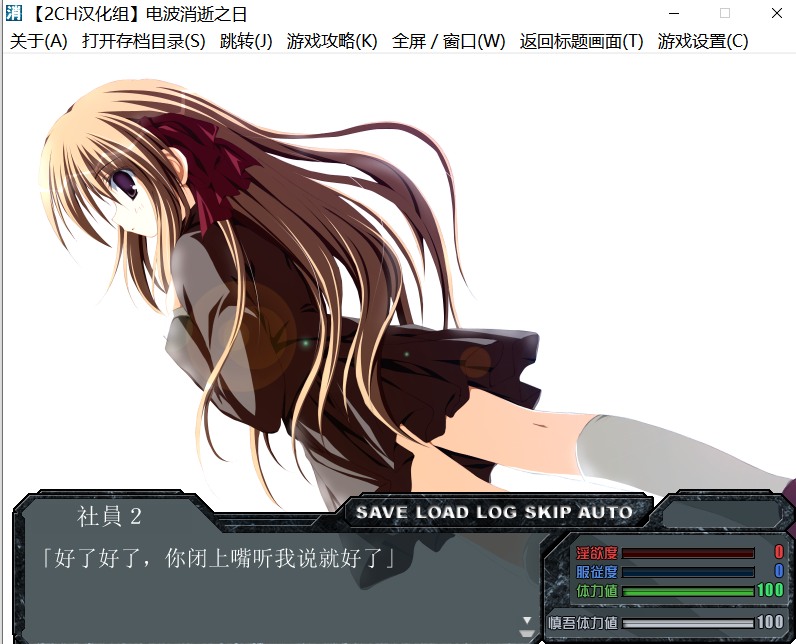 消 【2CH汉化组】电波消逝之日
关于(A) 打开存档目录(S) 跳转(J) 游戏攻略(K) 全屏 / 窗口(W) 返回标题画面(T) 游戏设置(C)
社員 2
SAVE LOAD LOG SKIP AUTO
「好了好了，你闭上嘴听我说就好了」
淫欲度 0
服従度 0
体力値 100
慎吾体力値 100